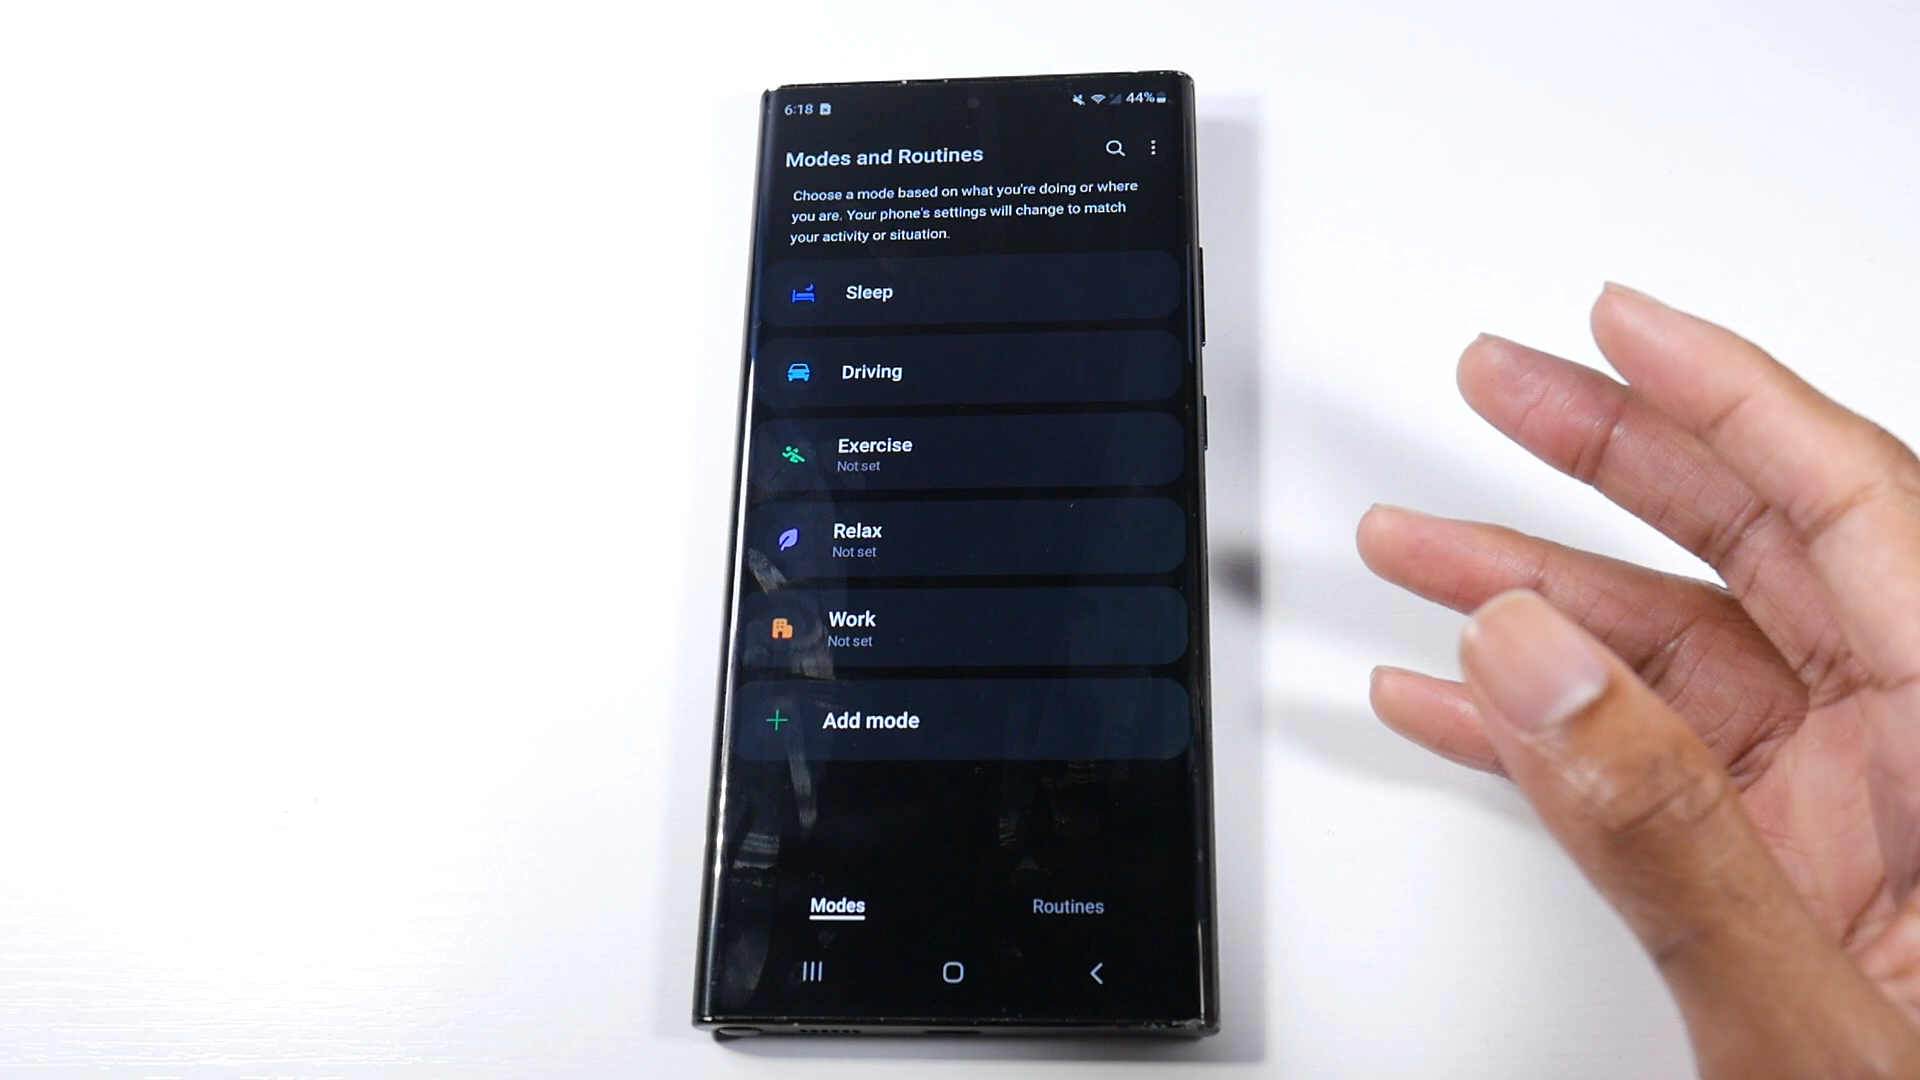 6:18
44%
Modes and Routines
Choose a mode based on what you're doing or where
you are. Your phone's settings will change to match
your activity or situation.
Sleep
Driving
Exercise
Not set
Relax
Not set
Work
Not set
Add mode
Modes
Routines